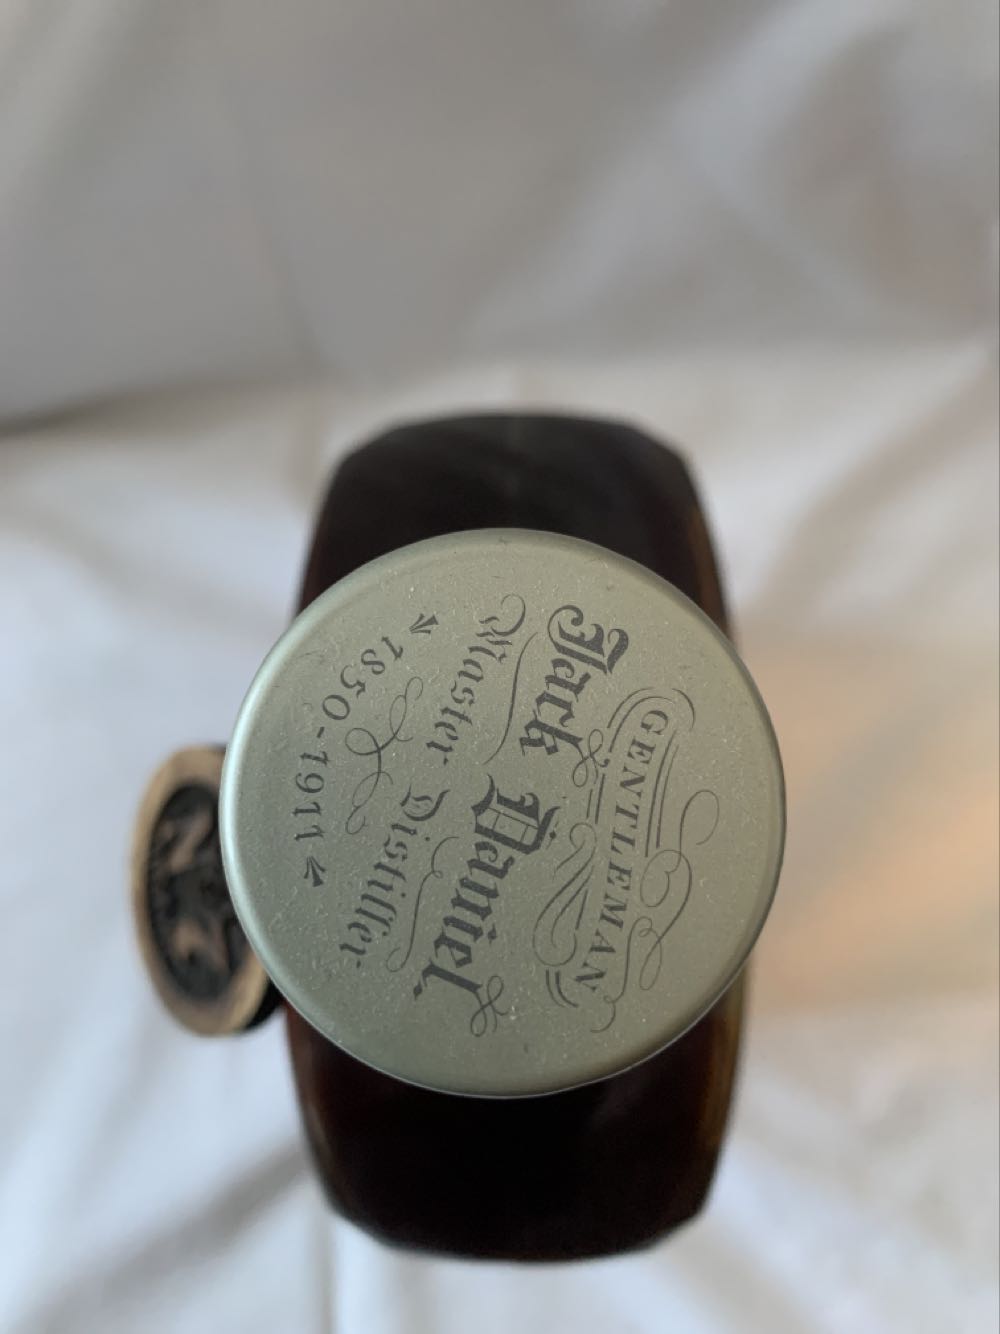 GENTLEMAN
Jack Daniel.
Master Distiller
1850-1911